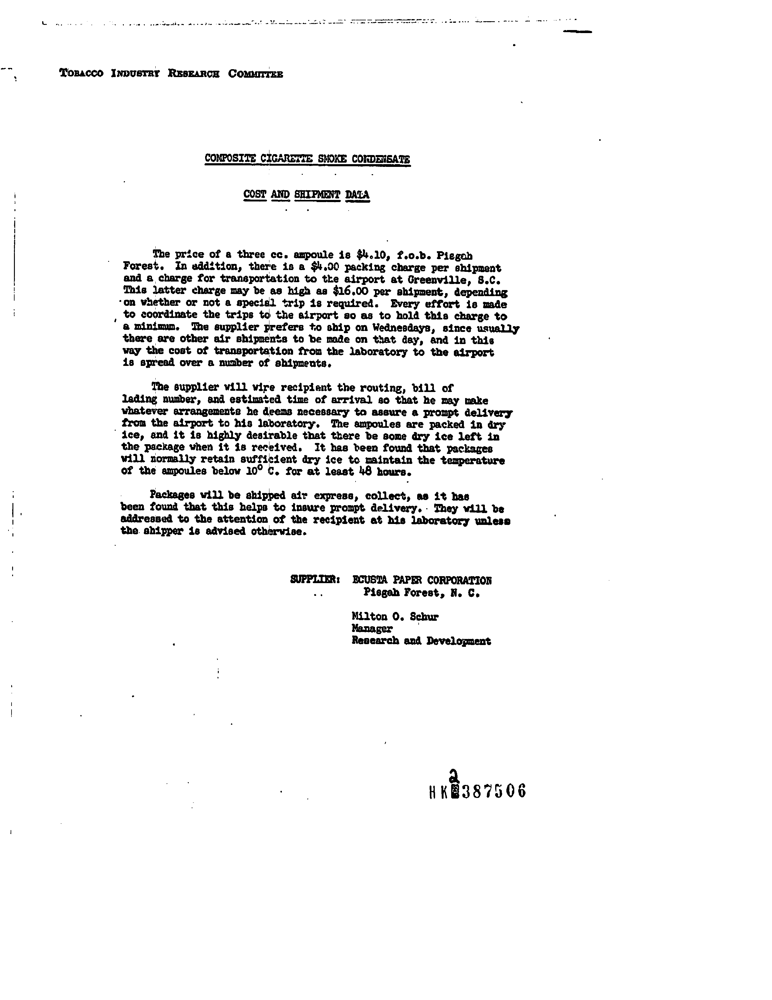 TOBACCO INDUSTRY RESEARCH COMMITTEE
COMPOSITE CIGARETTE SMOKE CONDENSATE
COST AND SHIPMENT DATA
The price of a three cc. ampoule is $4.10, f.o.b. Pisgah
Forest. In addition, there is a $4.00 packing charge per shipment
and a charge for transportation to the airport at Greenville, S.C.
This latter charge may be as high as $16.00 per shipment, depending
on whether or not a special trip is required. Every effort is made
to coordinate the trips to the airport so as to hold this charge to
a minimum. The supplier prefers to ship on Wednesdays, since usually
there are other air shipments to be made on that day, and in this
way the cost of transportation from the laboratory to the airport
is spread over a number of shipments.
The supplier will wire recipient the routing, bill of
lading number, and estimated time of arrival so that he may make
whatever arrangements he deems necessary to assure a prompt delivery
from the airport to his laboratory. The ampoules are packed in dry
ice, and it is highly desirable that there be some dry ice left in
the package when it is received. It has been found that packages
will normally retain sufficient dry ice to maintain the temperature
of the ampoules below 10° C. for at least 48 hours.
Packages will be shipped air express, collect, as it has
been found that this helps to insure prompt delivery. They will be
addressed to the attention of the recipient at his laboratory unless
the shipper is advised otherwise.
SUPPLIER: ECUSTA PAPER CORPORATION
Pisgah Forest, N. C.
Milton O. Schur
Manager
Research and Development
2
HK 387506